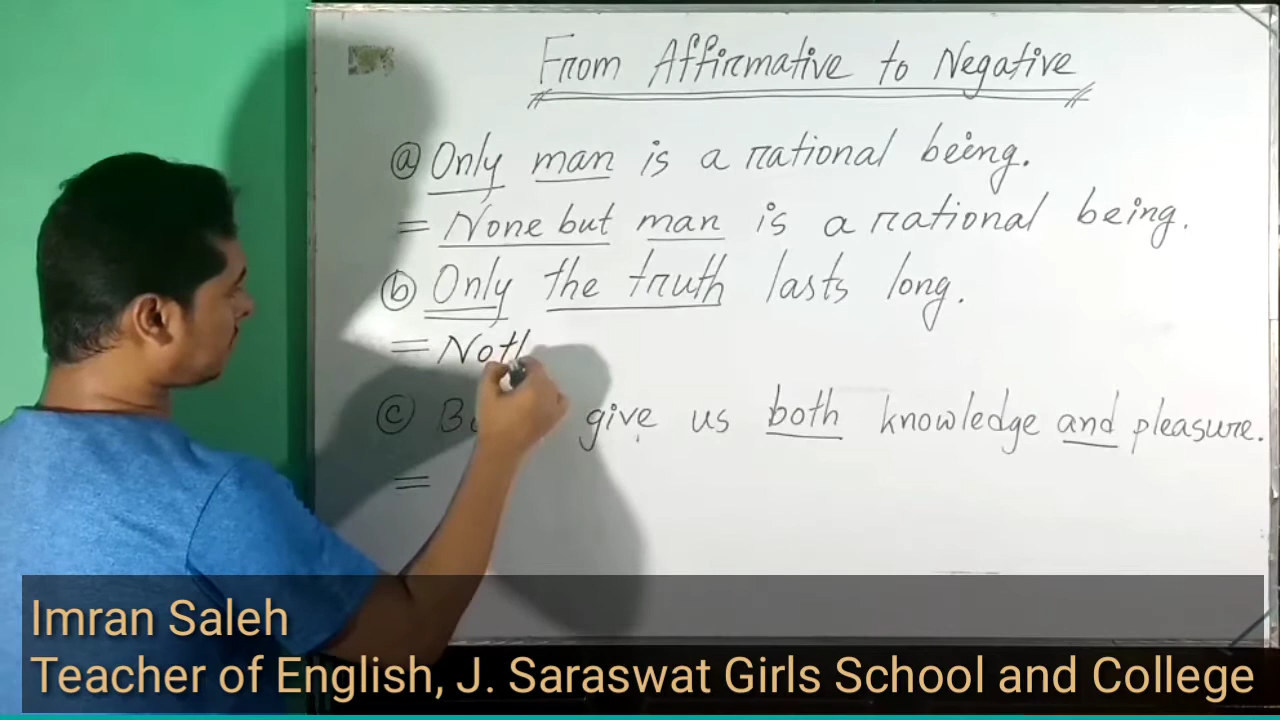 From Affirmative to Negative
ⓐ Only man is a rational being.
= None but man is a rational being.
ⓑ Only the truth lasts long.
= Noth
ⓒ give us both knowledge and pleasure.
=
Imran Saleh
Teacher of English, J. Saraswat Girls School and College